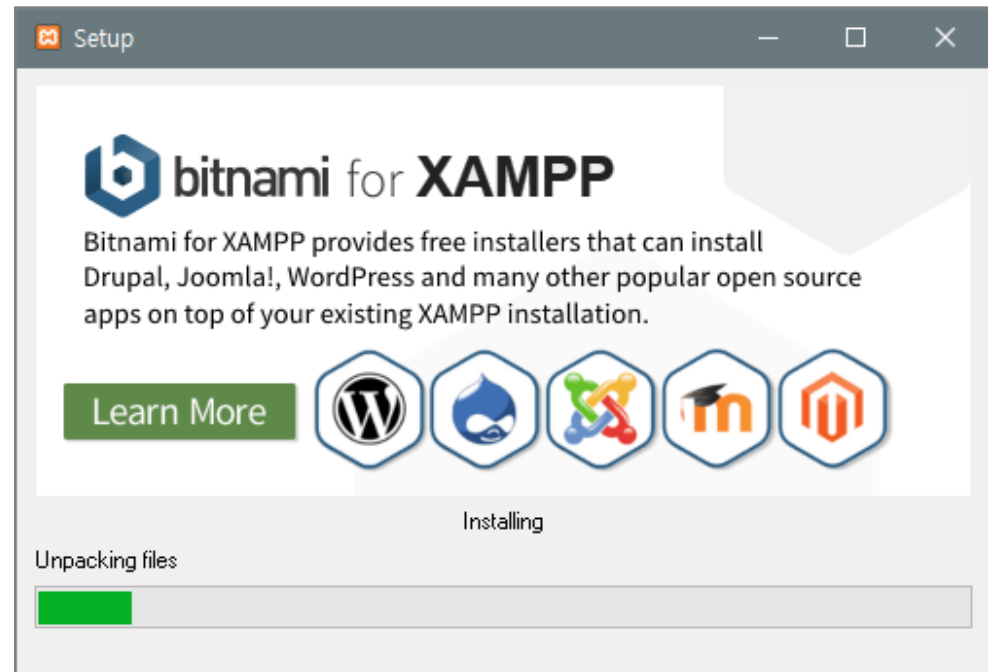 Setup
bitnami for XAMPP
Bitnami for XAMPP provides free installers that can install
Drupal, Joomla!, WordPress and many other popular open source
apps on top of your existing XAMPP installation.
Learn More
Installing
Unpacking files